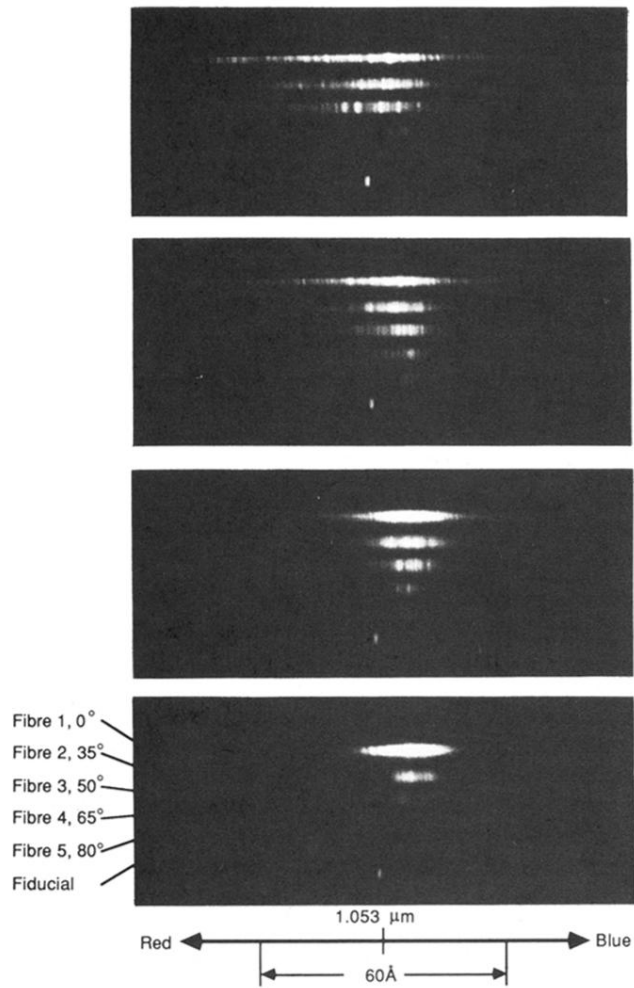 Fibre 1, 0°
Fibre 2, 35°
Fibre 3, 50°
Fibre 4, 65°
Fibre 5, 80°
Fiducial
1.053 μm
Red
Blue
60Å